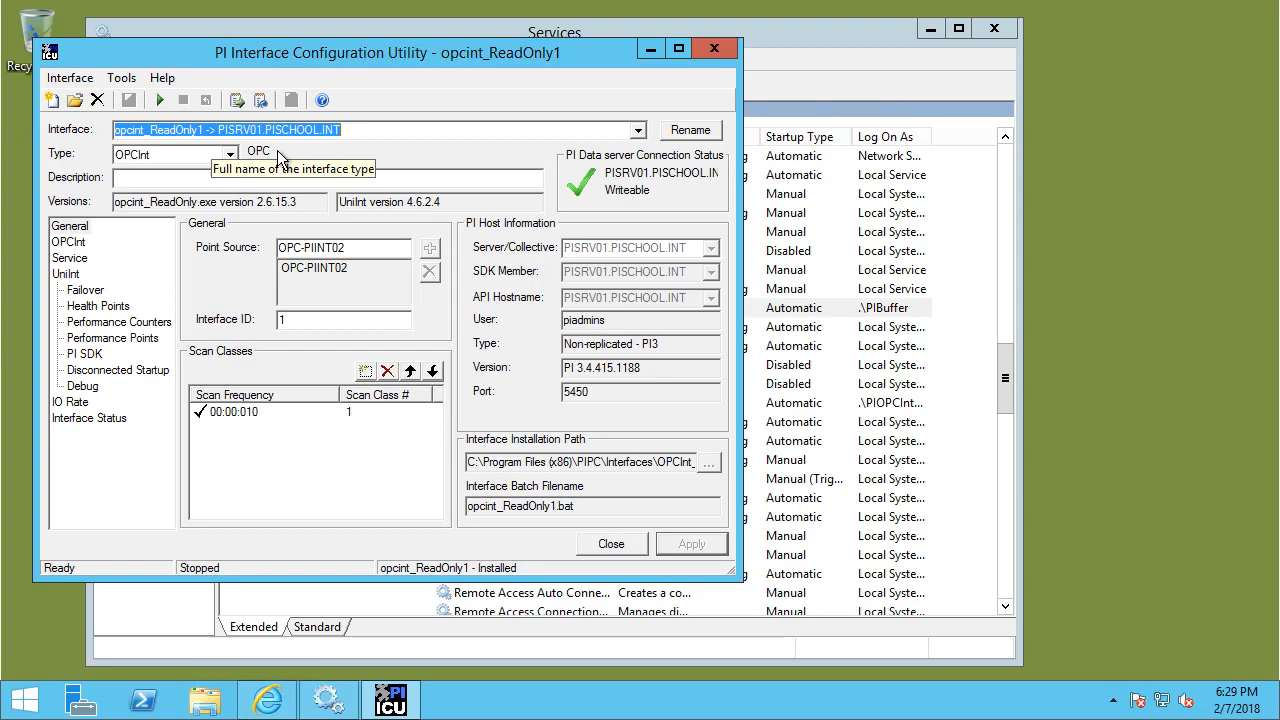 Recy
Services
PI
ICU
PI Interface Configuration Utility - opcint_ReadOnly1
Interface Tools Help
Interface: opcint_ReadOnly1 -> PISRV01.PISCHOOL.INT Rename
Type: OPCInt OPC
Full name of the interface type
Description:
Versions: opcint_ReadOnly.exe version 2.6.15.3 UniInt version 4.6.2.4
PI Data server Connection Status
PISRV01.PISCHOOL.IN
Writeable
General
OPCInt
Service
UniInt
Failover
Health Points
Performance Counters
Performance Points
PI SDK
Disconnected Startup
Debug
IO Rate
Interface Status
General
Point Source: OPC-PIINT02
OPC-PIINT02
Interface ID: 1
Scan Classes
Scan Frequency Scan Class #
00:00:010 1
PI Host Information
Server/Collective: PISRV01.PISCHOOL.INT
SDK Member: PISRV01.PISCHOOL.INT
API Hostname: PISRV01.PISCHOOL.INT
User: piadmins
Type: Non-replicated - PI3
Version: PI 3.4.415.1188
Port: 5450
Interface Installation Path
C:\Program Files (x86)\PIPC\Interfaces\OPCInt_ ...
Interface Batch Filename
opcint_ReadOnly1.bat
Close Apply
Ready Stopped opcint_ReadOnly1 - Installed
Startup Type Log On As
Automatic Network S...
Automatic Local Service
Manual Local Service
Manual Local Syste...
Manual Local Syste...
Disabled Local Syste...
Manual Local Service
Manual Local Service
Automatic .\PIBuffer
Automatic Local Syste...
Automatic Local Syste...
Disabled Local Syste...
Disabled Local Syste...
Automatic .\PIOPCInt...
Automatic Local Syste...
Automatic Local Syste...
Manual Local Syste...
Manual (Trig... Local Syste...
Automatic Local Syste...
Automatic Local Syste...
Manual Local Syste...
Manual Local Syste...
Automatic Local Syste...
Remote Access Auto Conne... Creates a co... Manual Local Syste...
Remote Access Connection... Manages di... Manual Local Syste...
Extended Standard
PI
ICU
6:29 PM
2/7/2018